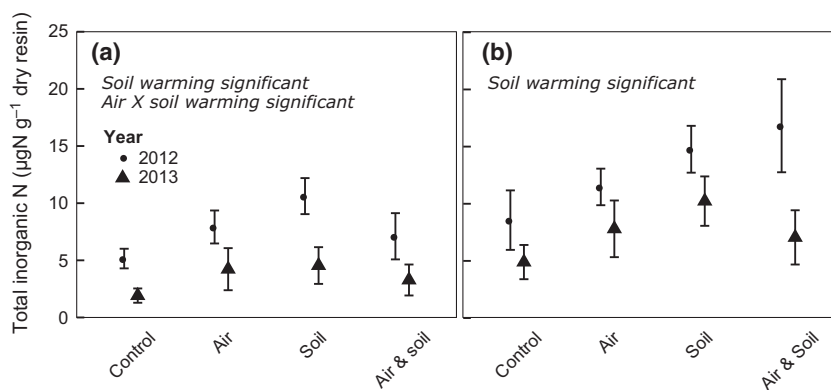 Total inorganic N (µgN g⁻¹ dry resin)
25
20
15
10
5
0
(a)
Soil warming significant
Air X soil warming significant
Year
2012
2013
Control
Air
Soil
Air & soil
(b)
Soil warming significant
Control
Air
Soil
Air & Soil